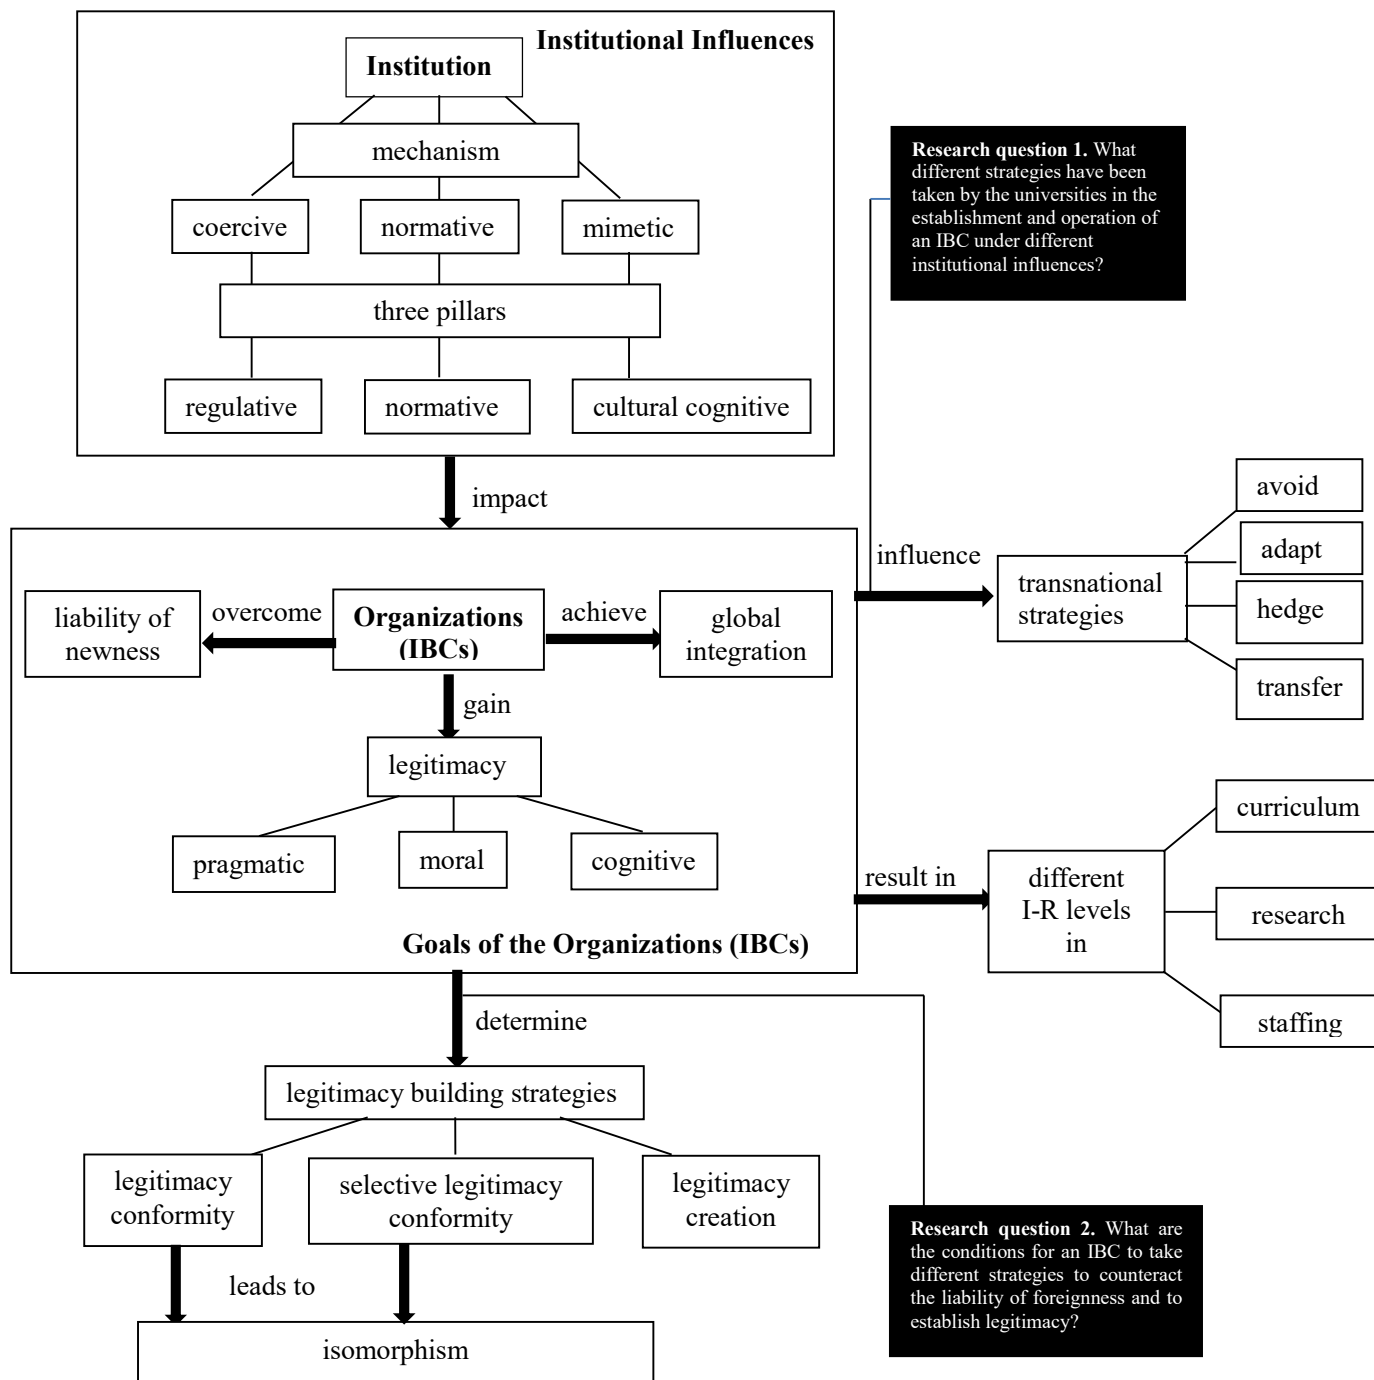 Institutional Influences
Institution
mechanism
coercive
normative
mimetic
three pillars
regulative
normative
cultural cognitive
Research question 1. What
different strategies have been
taken by the universities in the
establishment and operation of
an IBC under different
institutional influences?
impact
liability of
newness
overcome
Organizations
(IBCs)
achieve
global
integration
gain
legitimacy
pragmatic
moral
cognitive
Goals of the Organizations (IBCs)
influence
transnational
strategies
avoid
adapt
hedge
transfer
result in
different
I-R levels
in
curriculum
research
staffing
determine
legitimacy building strategies
legitimacy
conformity
selective legitimacy
conformity
legitimacy
creation
leads to
isomorphism
Research question 2. What are
the conditions for an IBC to take
different strategies to counteract
the liability of foreignness and to
establish legitimacy?